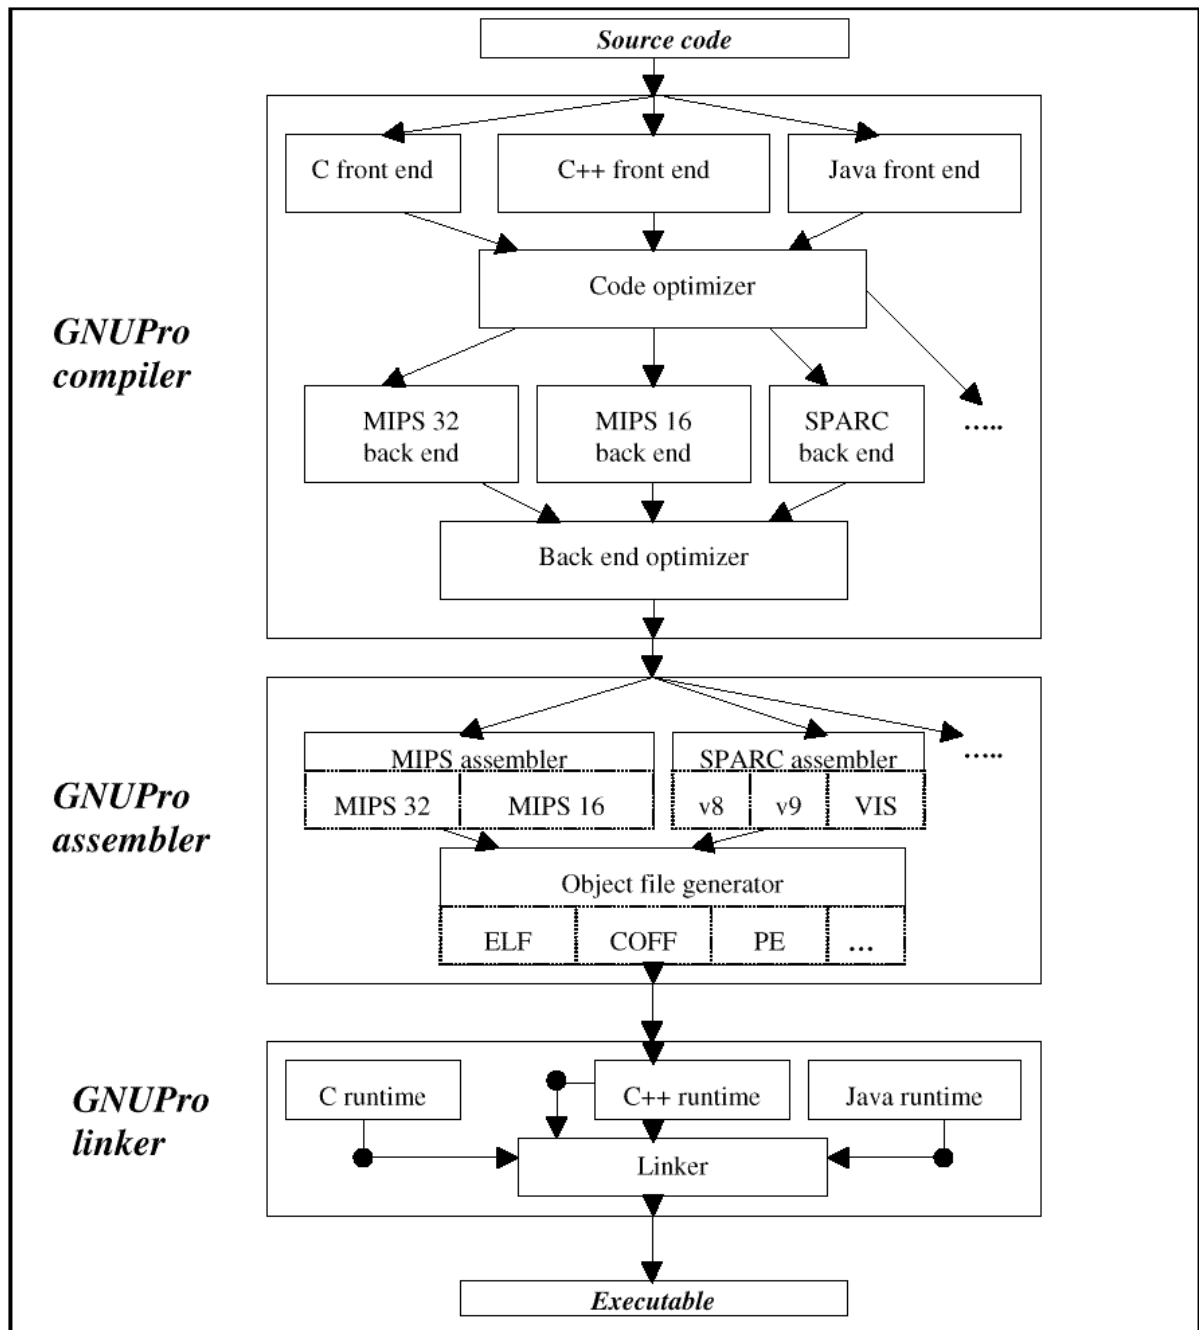 Source code
C front end
C++ front end
Java front end
Code optimizer
GNUPro
compiler
MIPS 32
back end
MIPS 16
back end
SPARC
back end
.....
Back end optimizer
MIPS assembler
SPARC assembler
.....
GNUPro
assembler
MIPS 32
MIPS 16
v8
v9
VIS
Object file generator
ELF
COFF
PE
...
GNUPro
linker
C runtime
C++ runtime
Java runtime
Linker
Executable